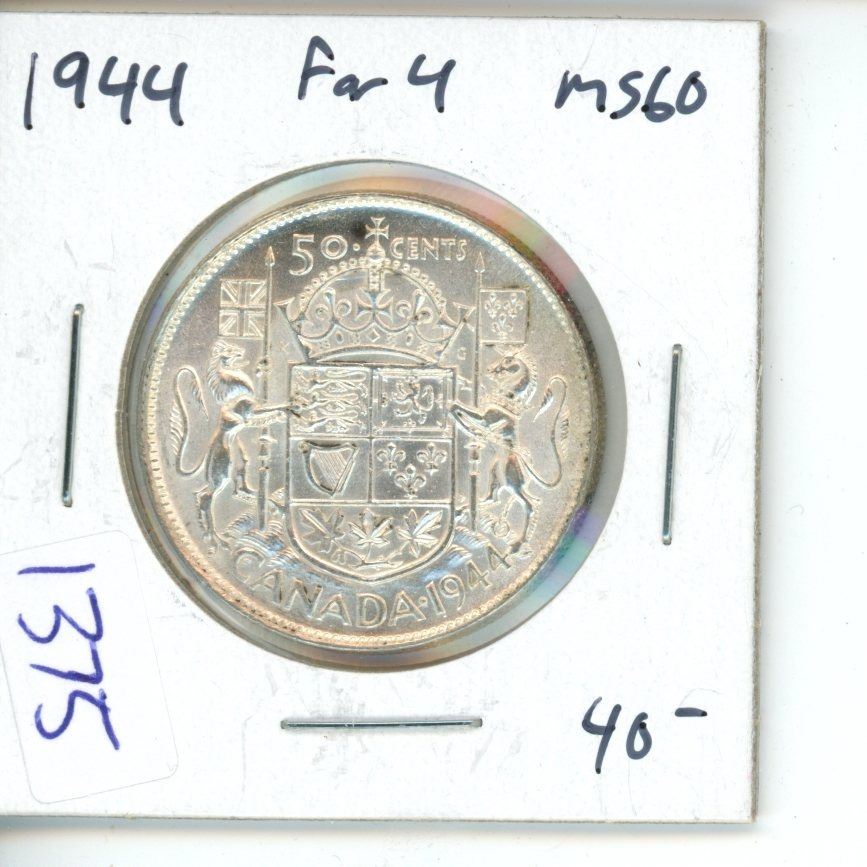 1944 Far 4 MS60
50 · CENTS
CANADA · 1944
1375
40-